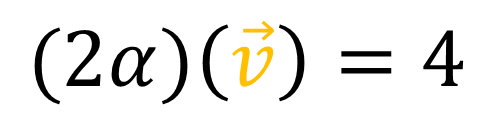 (2𝛼)(𝑣⃗) = 4